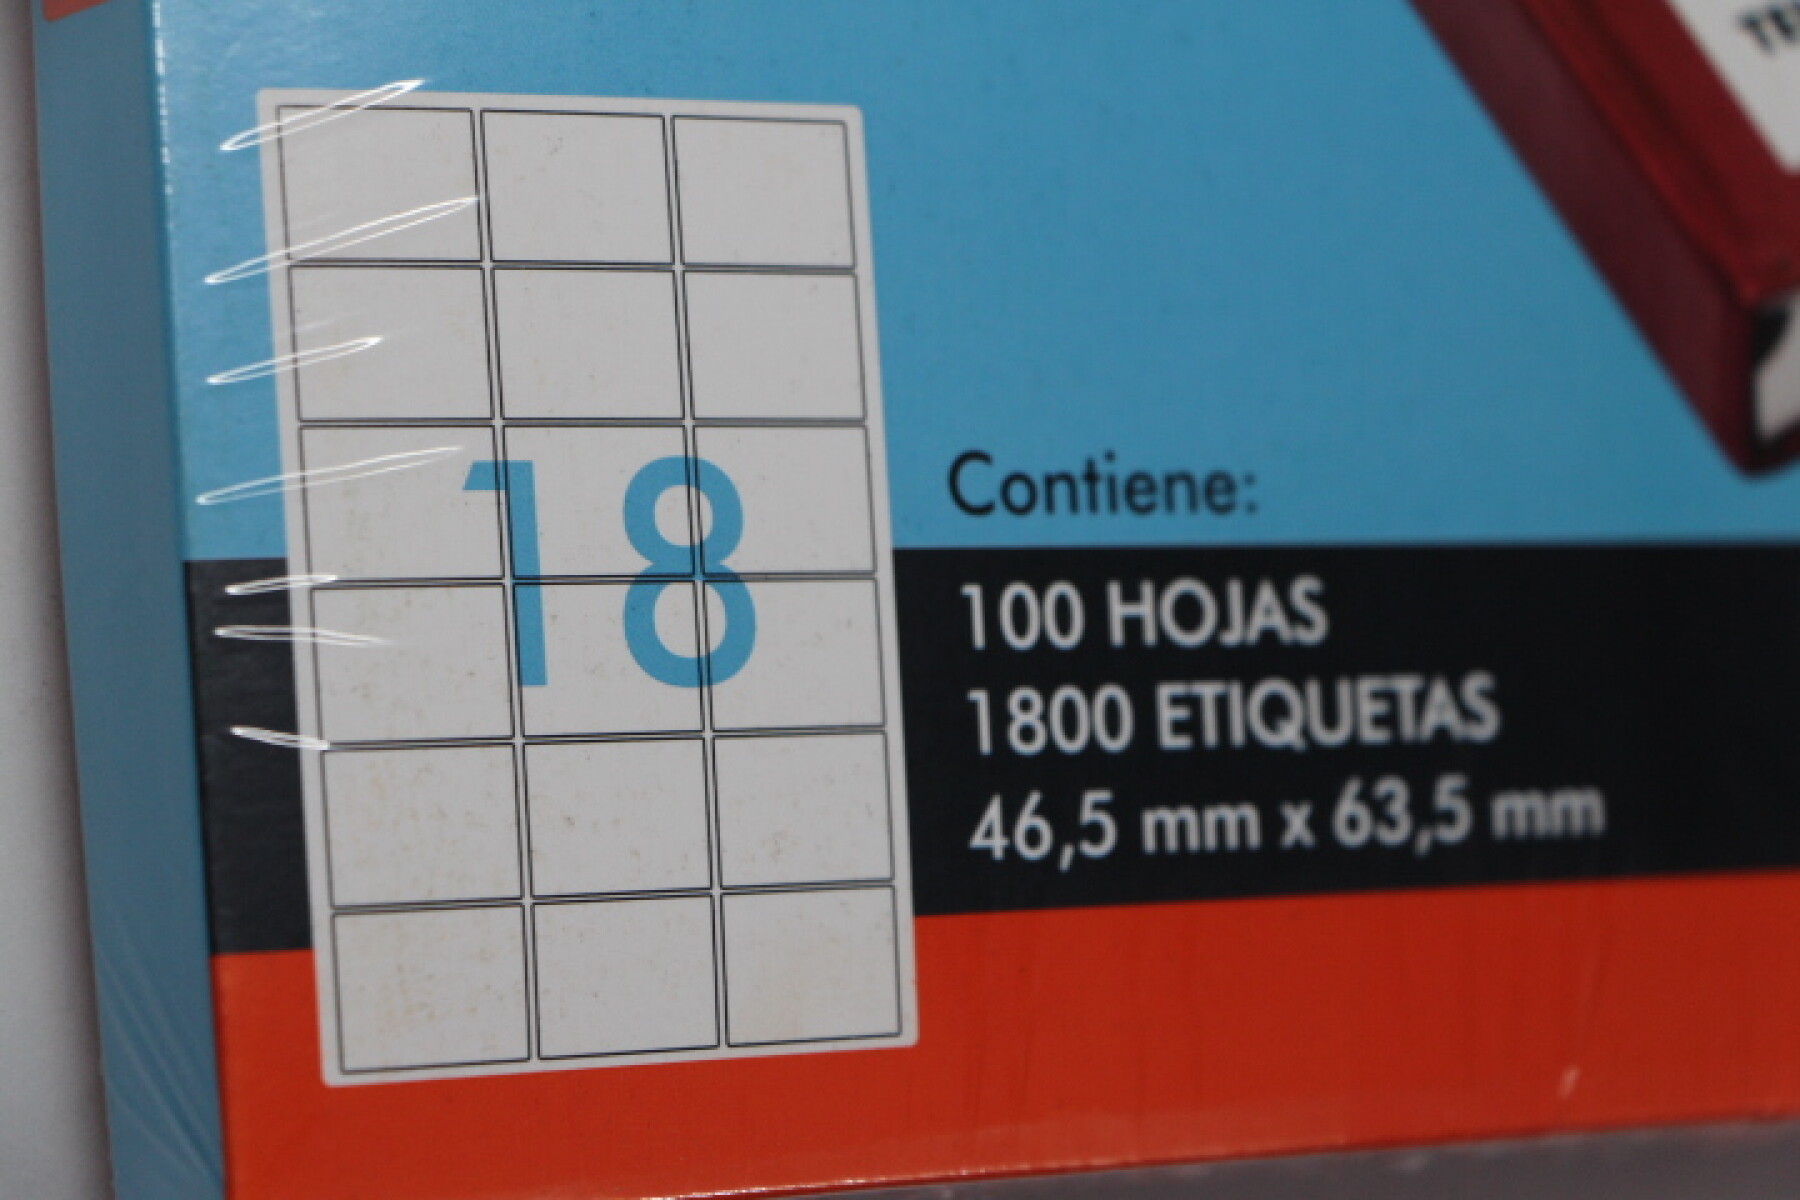 18
Contiene:
100 HOJAS
1800 ETIQUETAS
46,5 mm x 63,5 mm